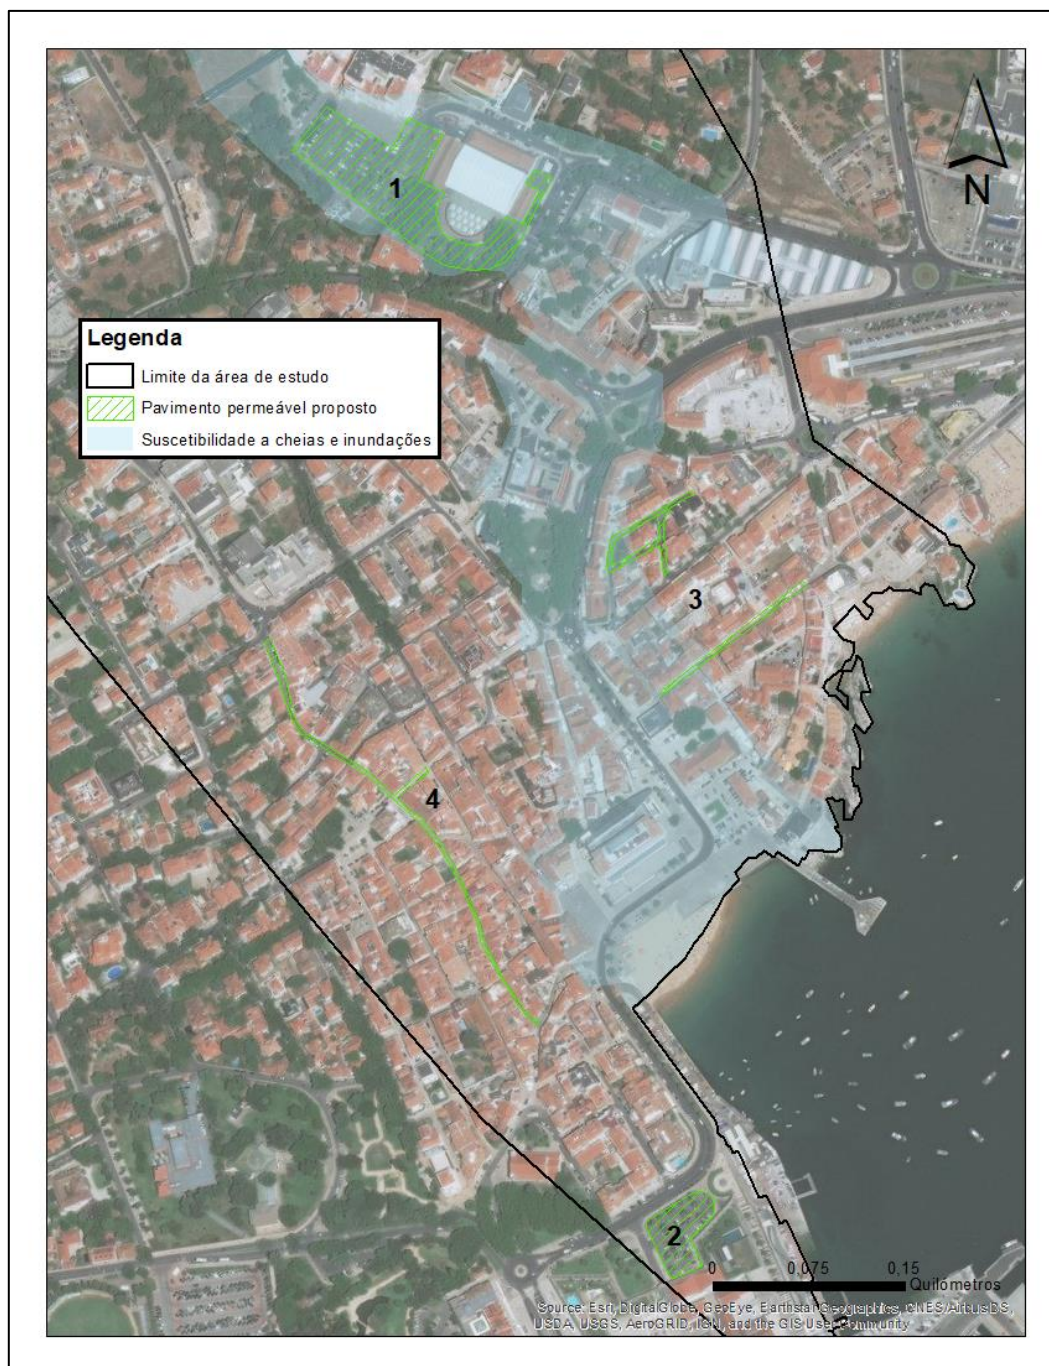 1
N
Legenda
Limite da área de estudo
Pavimento permeável proposto
Suscetibilidade a cheias e inundações
3
4
2
0 0,075 0,15
Quilómetros
Source: Esri, DigitalGlobe, GeoEye, Earthstar Geographics, CNES/Airbus DS,
USDA, USGS, AeroGRID, IGN, and the GIS User Community